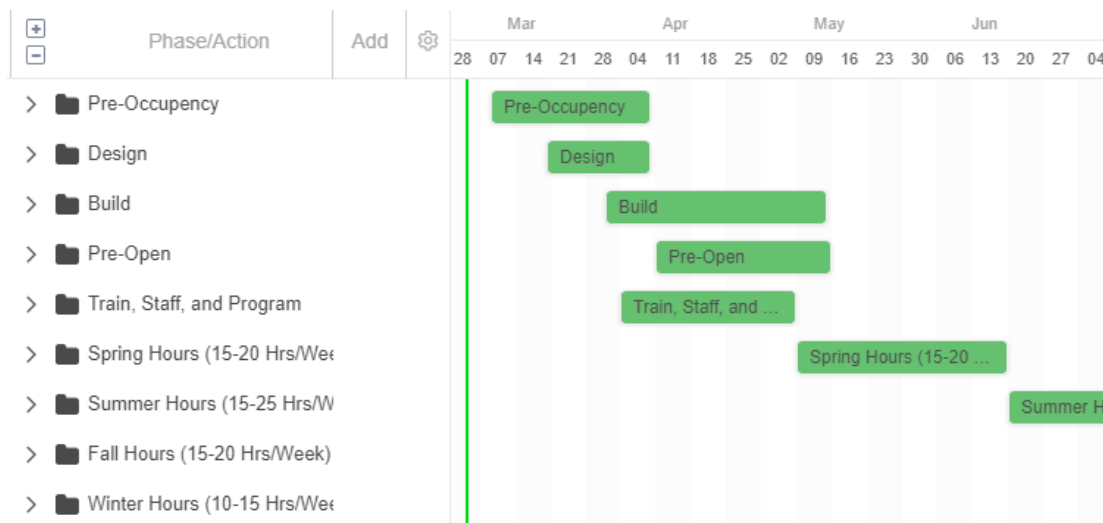 Mar Apr May Jun
Phase/Action Add
28 07 14 21 28 04 11 18 25 02 09 16 23 30 06 13 20 27 04
Pre-Occupency Pre-Occupency
Design Design
Build Build
Pre-Open Pre-Open
Train, Staff, and Program Train, Staff, and ...
Spring Hours (15-20 Hrs/Wee Spring Hours (15-20 ...
Summer Hours (15-25 Hrs/W Summer H
Fall Hours (15-20 Hrs/Week)
Winter Hours (10-15 Hrs/Wee